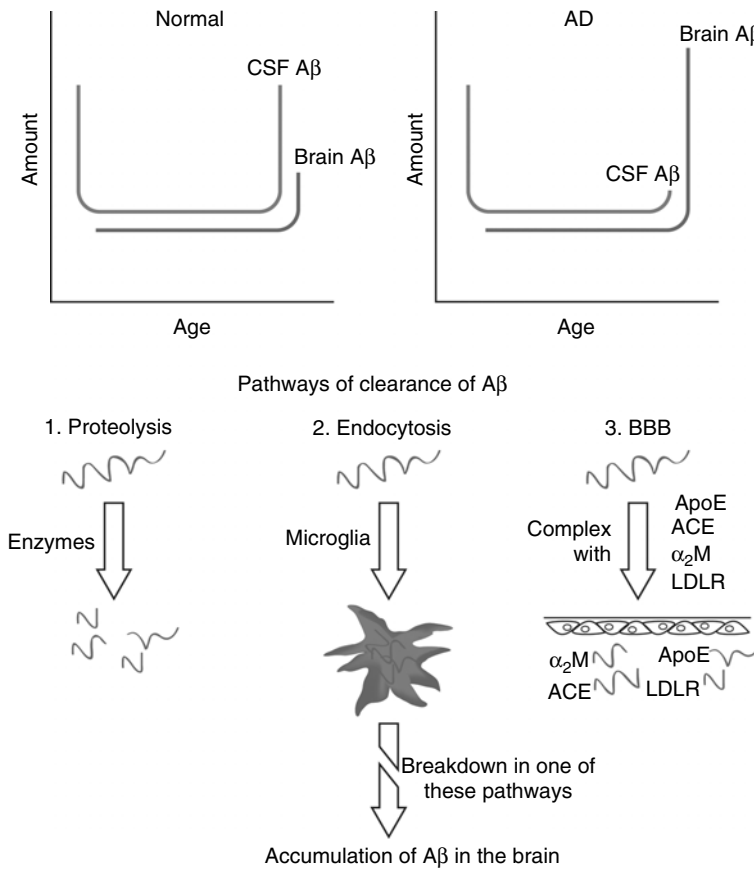 Normal
AD
CSF Aβ
Brain Aβ
Amount
Age
Brain Aβ
CSF Aβ
Amount
Age
Pathways of clearance of Aβ
1. Proteolysis
2. Endocytosis
3. BBB
Enzymes
Microglia
Complex
with
ApoE
ACE
α₂M
LDLR
α₂M
ApoE
ACE
LDLR
Breakdown in one of
these pathways
Accumulation of Aβ in the brain